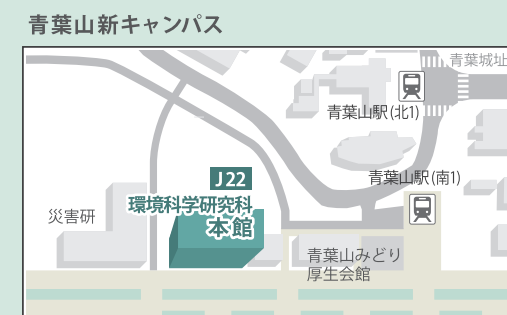 青葉山新キャンパス
青葉城址
青葉山駅(北1)
青葉山駅(南1)
J22
環境科学研究科
本館
災害研
青葉山みどり
厚生会館